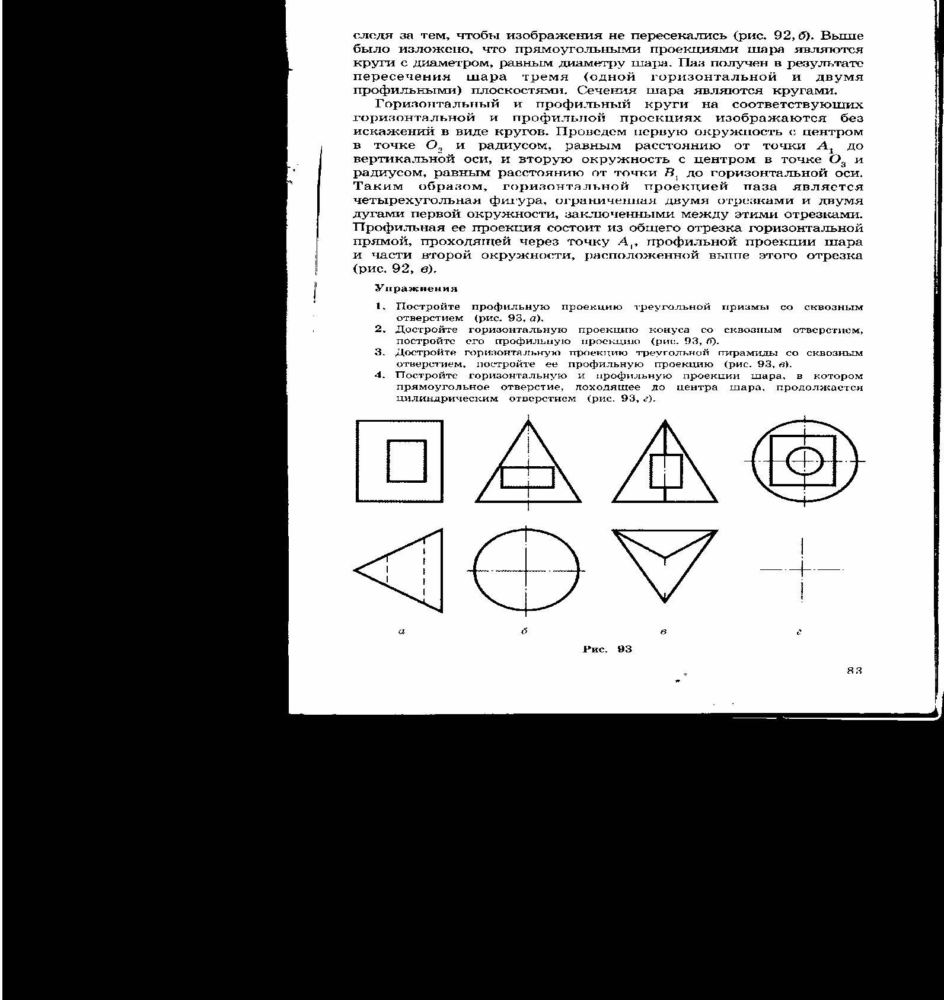 следя за тем, чтобы изображения не пересекались (рис. 92, б). Выше
было изложено, что прямоугольными проекциями шара являются
круги с диаметром, равным диаметру шара. Паз получен в результате
пересечения шара тремя (одной горизонтальной и двумя
профильными) плоскостями. Сечения шара являются кругами.
Горизонтальный и профильный круги на соответствующих
горизонтальной и профильной проекциях изображаются без
искажений в виде кругов. Проведем первую окружность с центром
в точке O₂ и радиусом, равным расстоянию от точки A₁ до
вертикальной оси, и вторую окружность с центром в точке O₃ и
радиусом, равным расстоянию от точки B₁ до горизонтальной оси.
Таким образом, горизонтальной проекцией паза является
четырехугольная фигура, ограниченная двумя отрезками и двумя
дугами первой окружности, заключенными между этими отрезками.
Профильная ее проекция состоит из общего отрезка горизонтальной
прямой, проходящей через точку A₁, профильной проекции шара
и части второй окружности, расположенной выше этого отрезка
(рис. 92, в).
Упражнения
1. Постройте профильную проекцию треугольной призмы со сквозным
отверстием (рис. 93, а).
2. Достройте горизонтальную проекцию конуса со сквозным отверстием,
постройте его профильную проекцию (рис. 93, б).
3. Достройте горизонтальную проекцию треугольной пирамиды со сквозным
отверстием, постройте ее профильную проекцию (рис. 93, в).
4. Постройте горизонтальную и профильную проекции шара, в котором
прямоугольное отверстие, доходящее до центра шара, продолжается
цилиндрическим отверстием (рис. 93, г).
а б в г
Рис. 93
83